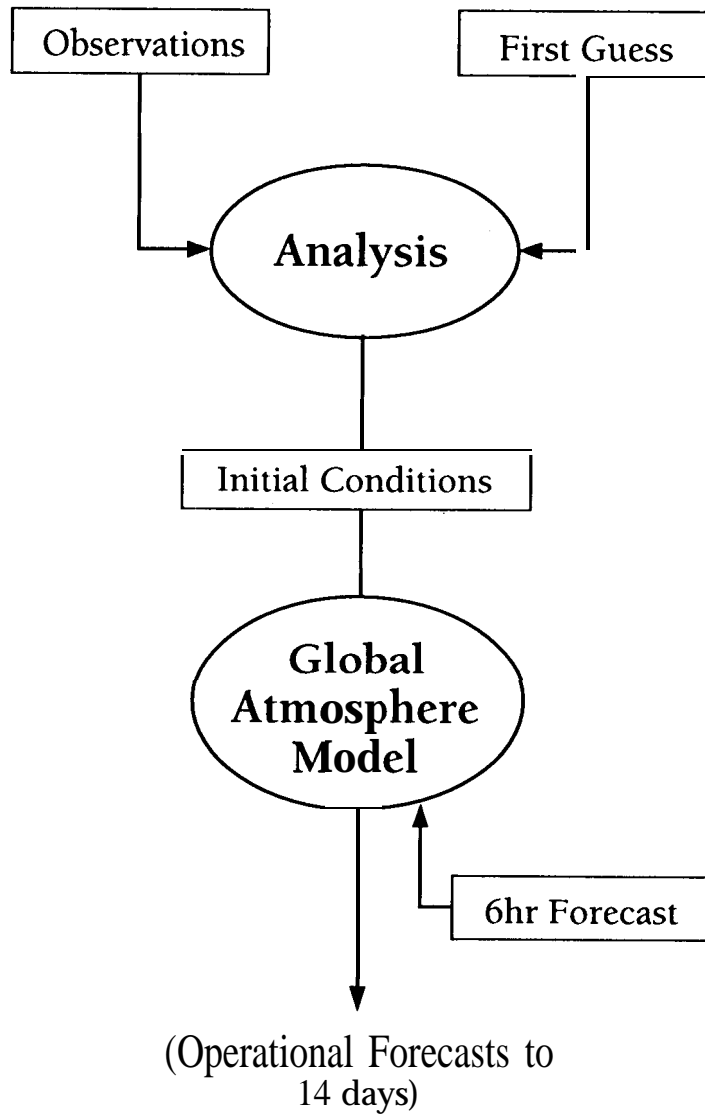 Observations
First Guess
Analysis
Initial Conditions
Global
Atmosphere
Model
6hr Forecast
(Operational Forecasts to
14 days)